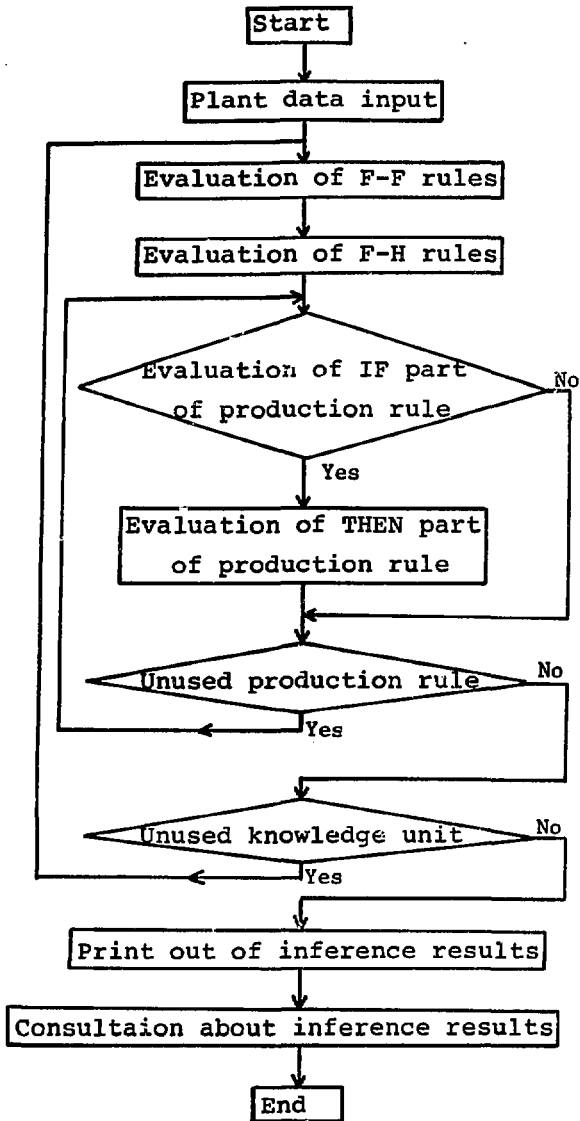 Start
Plant data input
Evaluation of F-F rules
Evaluation of F-H rules
Evaluation of IF part
of production rule
No
Yes
Evaluation of THEN part
of production rule
Unused production rule
No
Yes
Unused knowledge unit
No
Yes
Print out of inference results
Consultaion about inference results
End